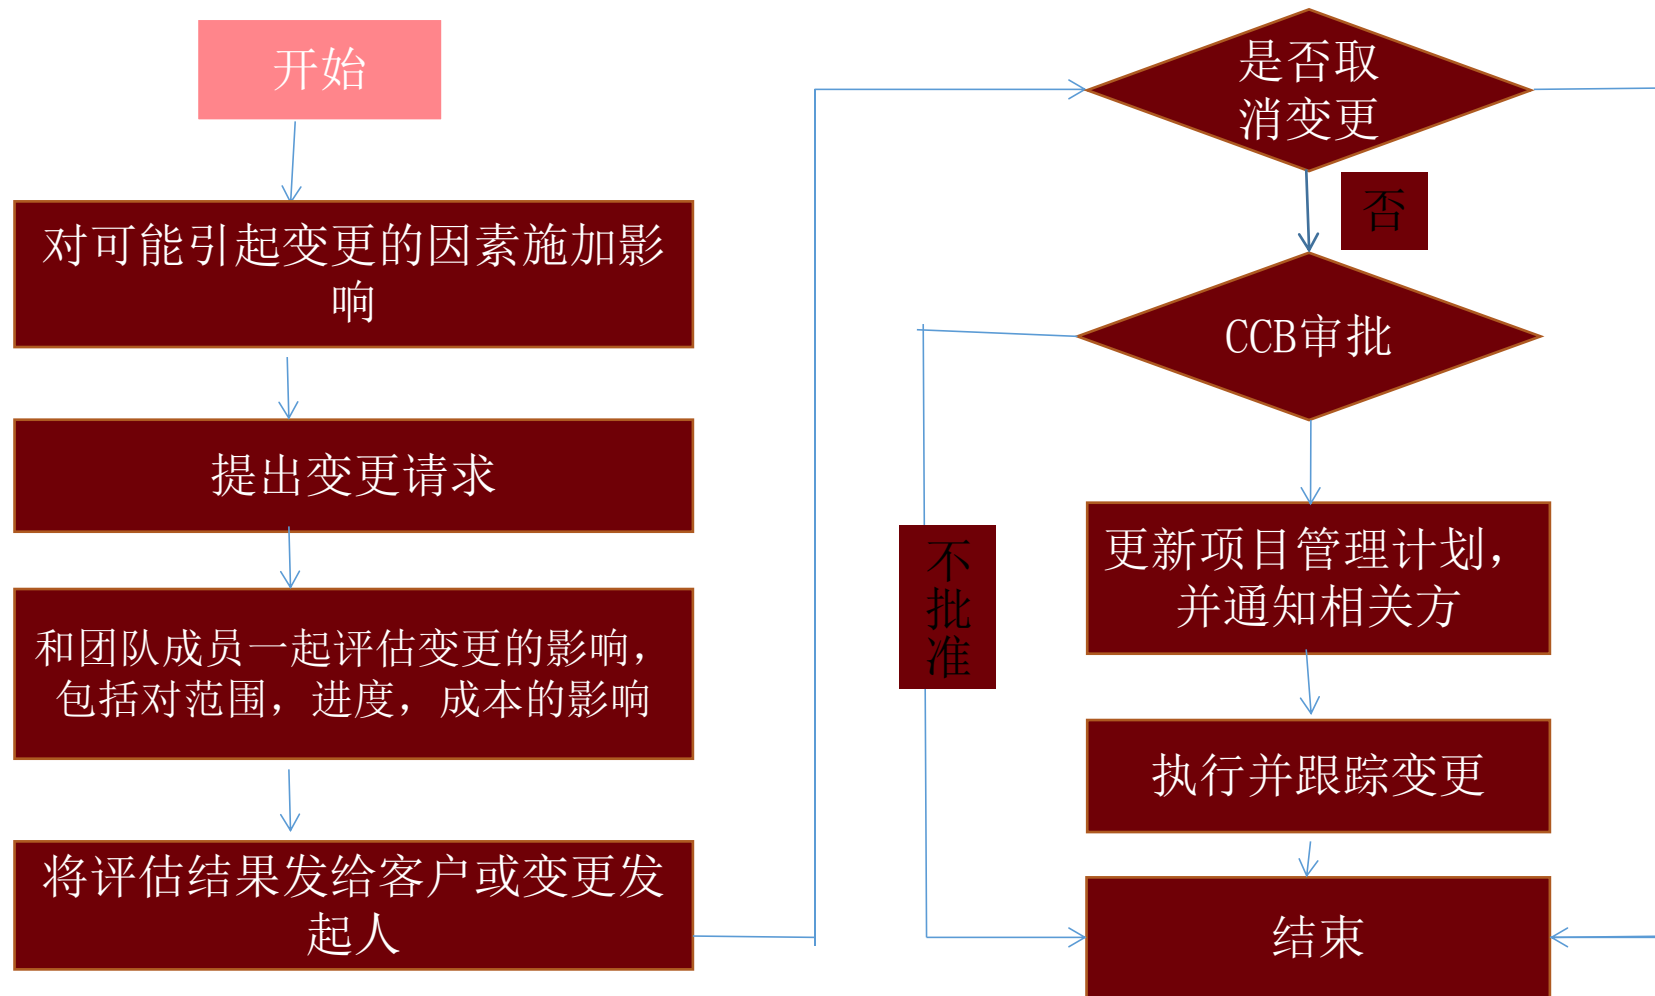 开始
对可能引起变更的因素施加影
响
提出变更请求
和团队成员一起评估变更的影响，
包括对范围，进度，成本的影响
将评估结果发给客户或变更发
起人
是否取
消变更
否
CCB审批
不
批
准
更新项目管理计划，
并通知相关方
执行并跟踪变更
结束